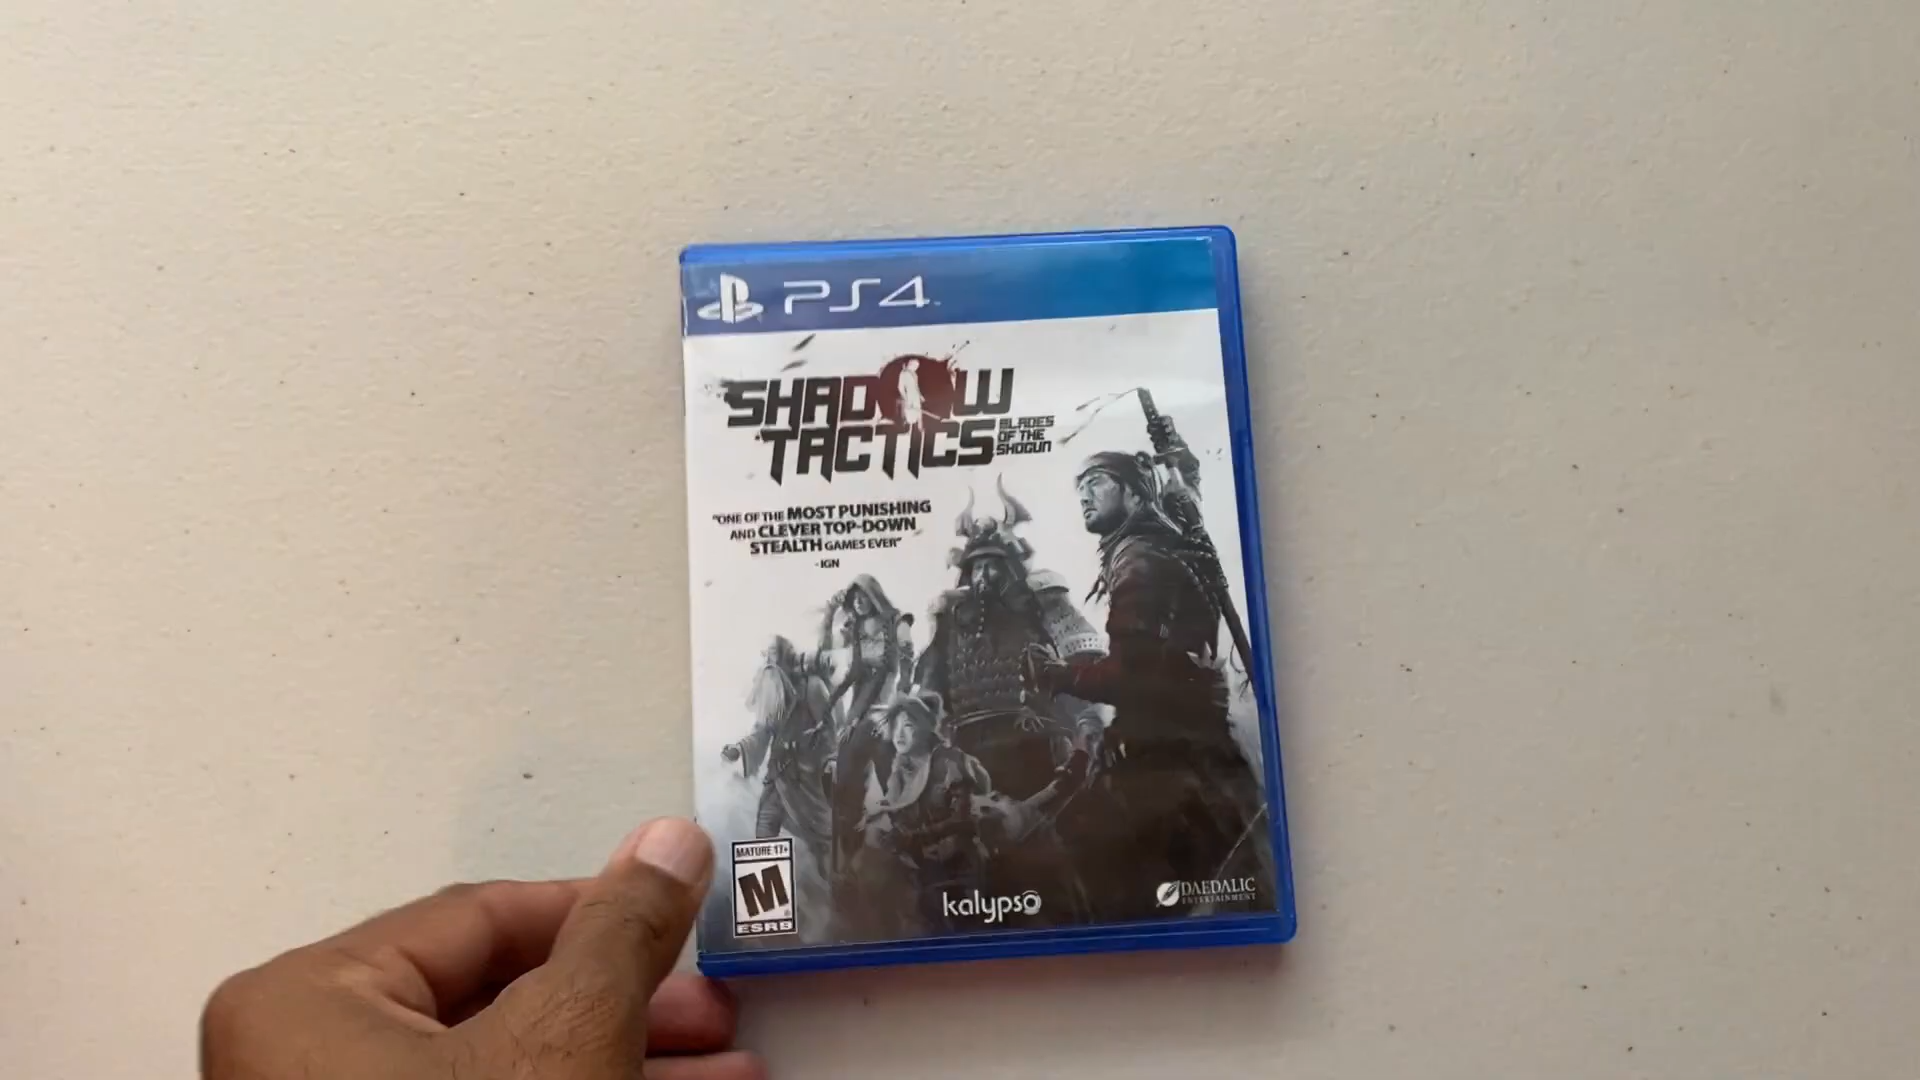 PS4
SHADOW
TACTICS
BLADES
OF THE
SHOGUN
"ONE OF THE MOST PUNISHING
AND CLEVER TOP-DOWN
STEALTH GAMES EVER"
- IGN
MATURE 17+
M
ESRB
kalypso
DAEDALIC
ENTERTAINMENT